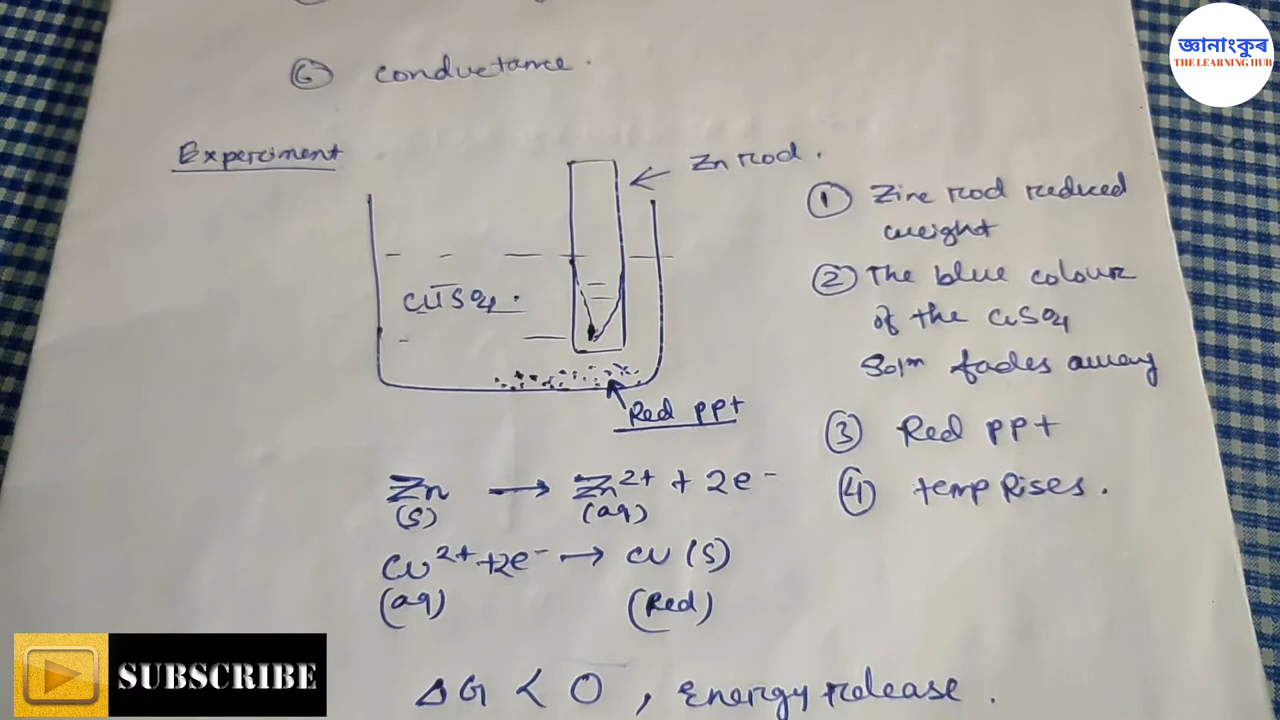 জ্ঞানাংকুৰ
THE LEARNING HUB
⑥ conductance.
Experiment
Zn rod.
CuSO4.
Red ppt
① Zinc rod reduced
weight
② The blue colour
of the CuSO4
Solⁿ fades away
③ Red ppt
④ temp Rises.
Zn → Zn²⁺ + 2e⁻
(s) (aq)
Cu²⁺ + 2e⁻ → Cu (s)
(aq) (Red)
ΔG < 0, Energy release.
SUBSCRIBE